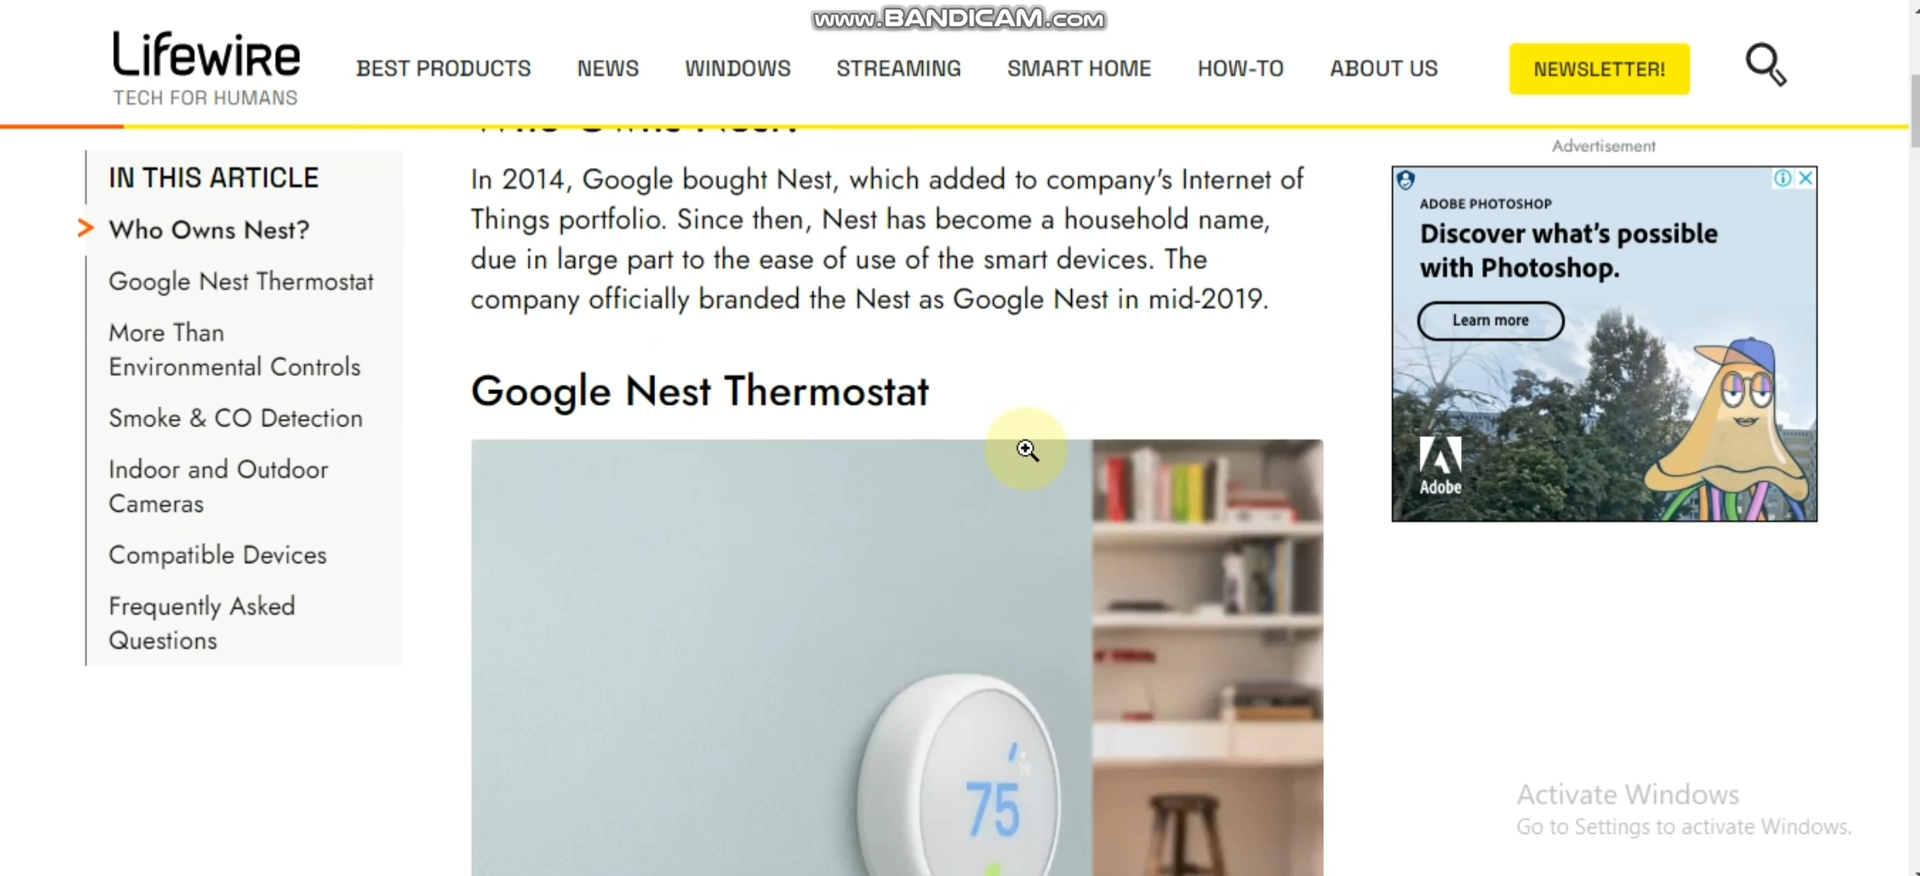 www.BANDICAM.com
Lifewire
TECH FOR HUMANS
BEST PRODUCTS
NEWS
WINDOWS
STREAMING
SMART HOME
HOW-TO
ABOUT US
NEWSLETTER!
IN THIS ARTICLE
Who Owns Nest?
Google Nest Thermostat
More Than
Environmental Controls
Smoke & CO Detection
Indoor and Outdoor
Cameras
Compatible Devices
Frequently Asked
Questions
Who Owns Nest?
In 2014, Google bought Nest, which added to company's Internet of
Things portfolio. Since then, Nest has become a household name,
due in large part to the ease of use of the smart devices. The
company officially branded the Nest as Google Nest in mid-2019.
Google Nest Thermostat
75
Advertisement
ADOBE PHOTOSHOP
Discover what's possible
with Photoshop.
Learn more
Adobe
Activate Windows
Go to Settings to activate Windows.